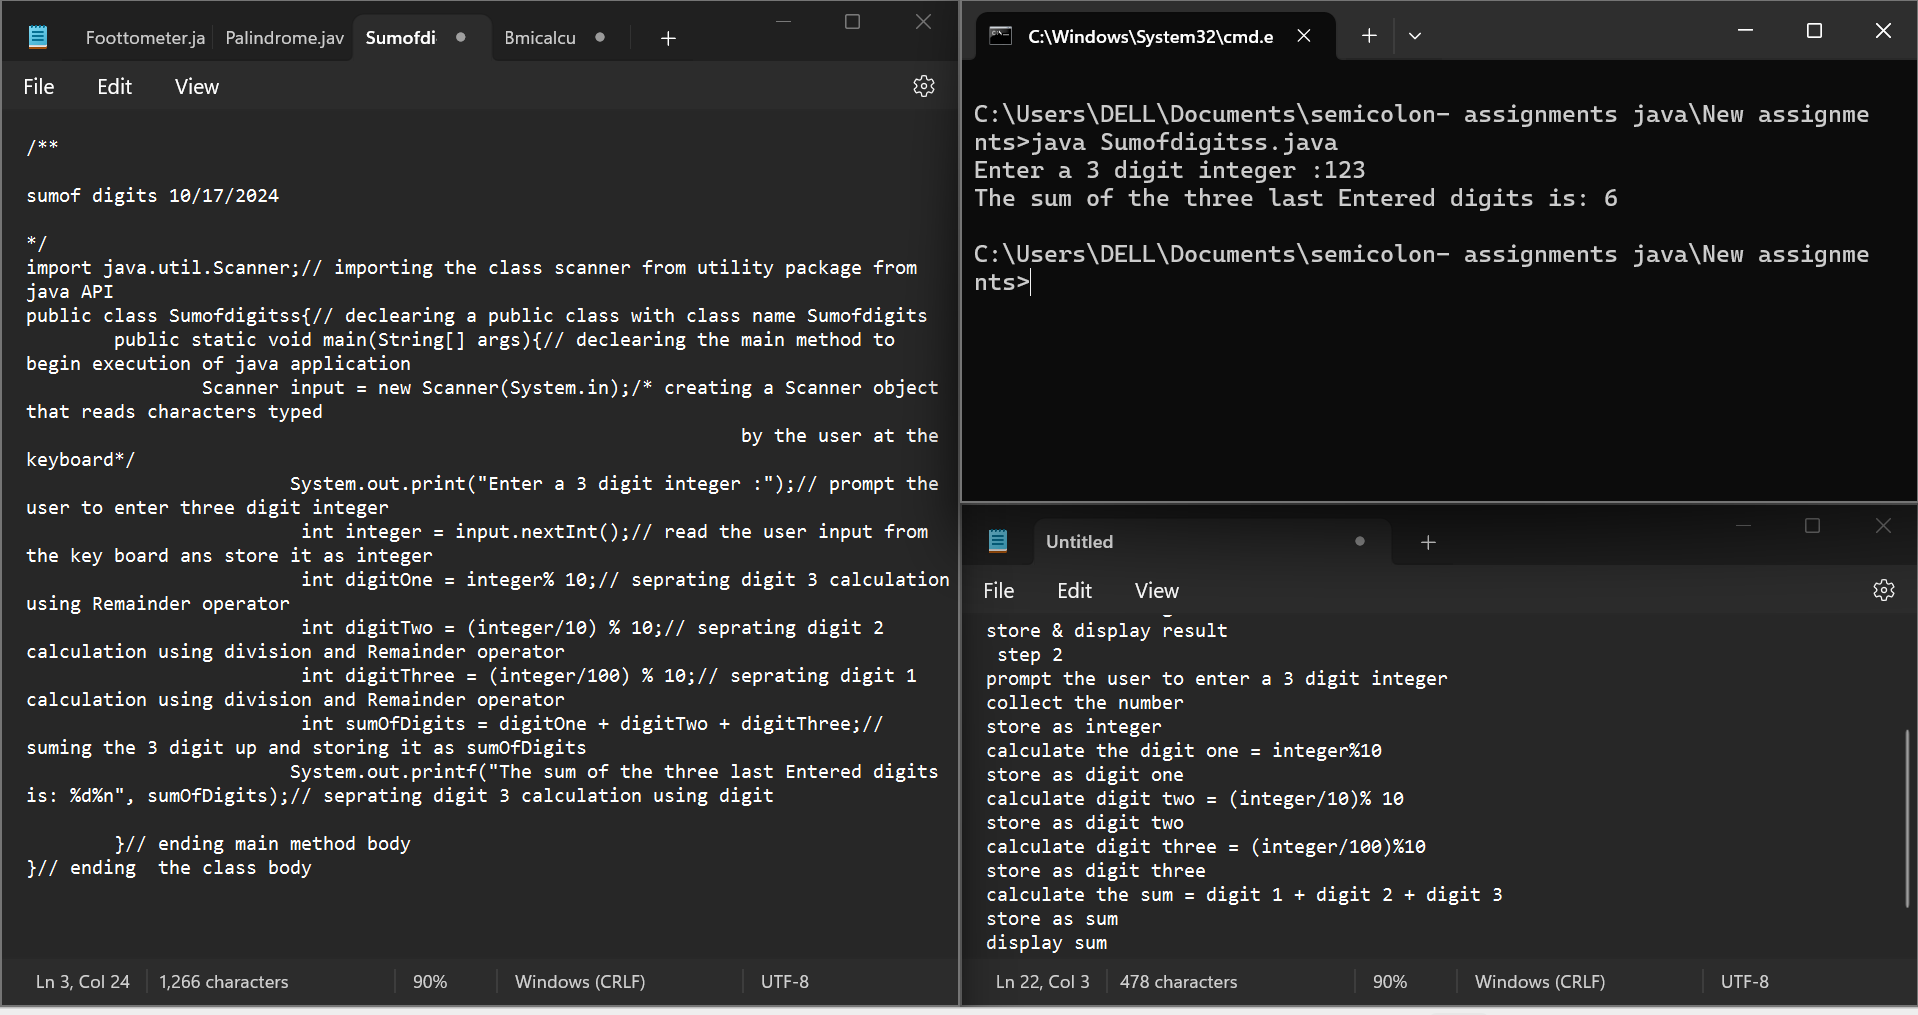 Foottometer.ja
Palindrome.jav
Sumofdi
Bmicalcu
File Edit View
/**
sumof digits 10/17/2024
*/
import java.util.Scanner;// importing the class scanner from utility package from
java API
public class Sumofdigitss{// declearing a public class with class name Sumofdigits
public static void main(String[] args){// declearing the main method to
begin execution of java application
Scanner input = new Scanner(System.in);/* creating a Scanner object
that reads characters typed
by the user at the
keyboard*/
System.out.print("Enter a 3 digit integer :");// prompt the
user to enter three digit integer
int integer = input.nextInt();// read the user input from
the key board ans store it as integer
int digitOne = integer% 10;// seprating digit 3 calculation
using Remainder operator
int digitTwo = (integer/10) % 10;// seprating digit 2
calculation using division and Remainder operator
int digitThree = (integer/100) % 10;// seprating digit 1
calculation using division and Remainder operator
int sumOfDigits = digitOne + digitTwo + digitThree;//
suming the 3 digit up and storing it as sumOfDigits
System.out.printf("The sum of the three last Entered digits
is: %d%n", sumOfDigits);// seprating digit 3 calculation using digit
}// ending main method body
}// ending  the class body
Ln 3, Col 24 1,266 characters 90% Windows (CRLF) UTF-8
C:\Windows\System32\cmd.e
C:\Users\DELL\Documents\semicolon- assignments java\New assignme
nts>java Sumofdigitss.java
Enter a 3 digit integer :123
The sum of the three last Entered digits is: 6
C:\Users\DELL\Documents\semicolon- assignments java\New assignme
nts>
Untitled
File Edit View
store & display result
step 2
prompt the user to enter a 3 digit integer
collect the number
store as integer
calculate the digit one = integer%10
store as digit one
calculate digit two = (integer/10)% 10
store as digit two
calculate digit three = (integer/100)%10
store as digit three
calculate the sum = digit 1 + digit 2 + digit 3
store as sum
display sum
Ln 22, Col 3 478 characters 90% Windows (CRLF) UTF-8